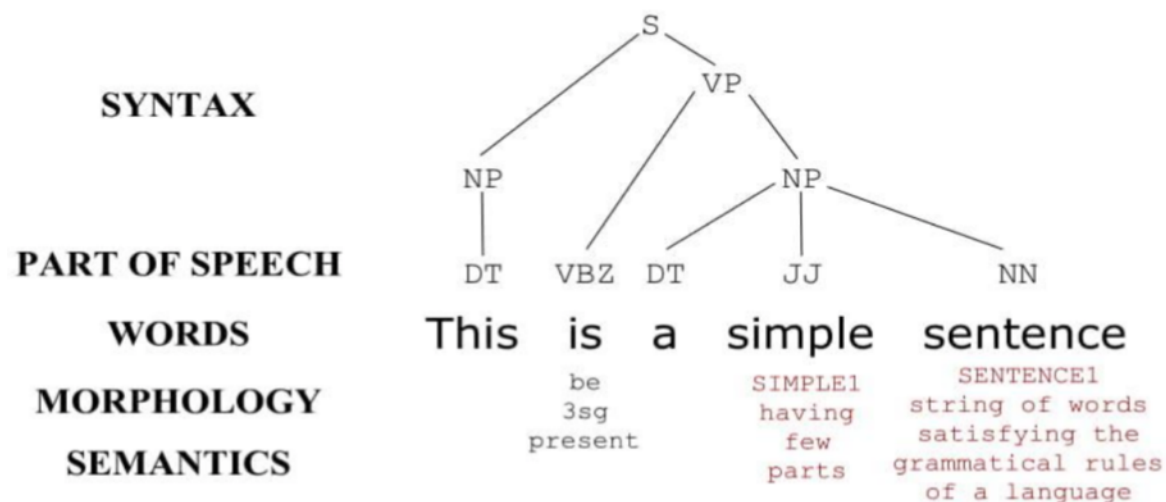 S
SYNTAX
VP
NP NP
PART OF SPEECH DT VBZ DT JJ NN
WORDS This is a simple sentence
MORPHOLOGY
SEMANTICS
be
3sg
present
SIMPLE1
having
few
parts
SENTENCE1
string of words
satisfying the
grammatical rules
of a language